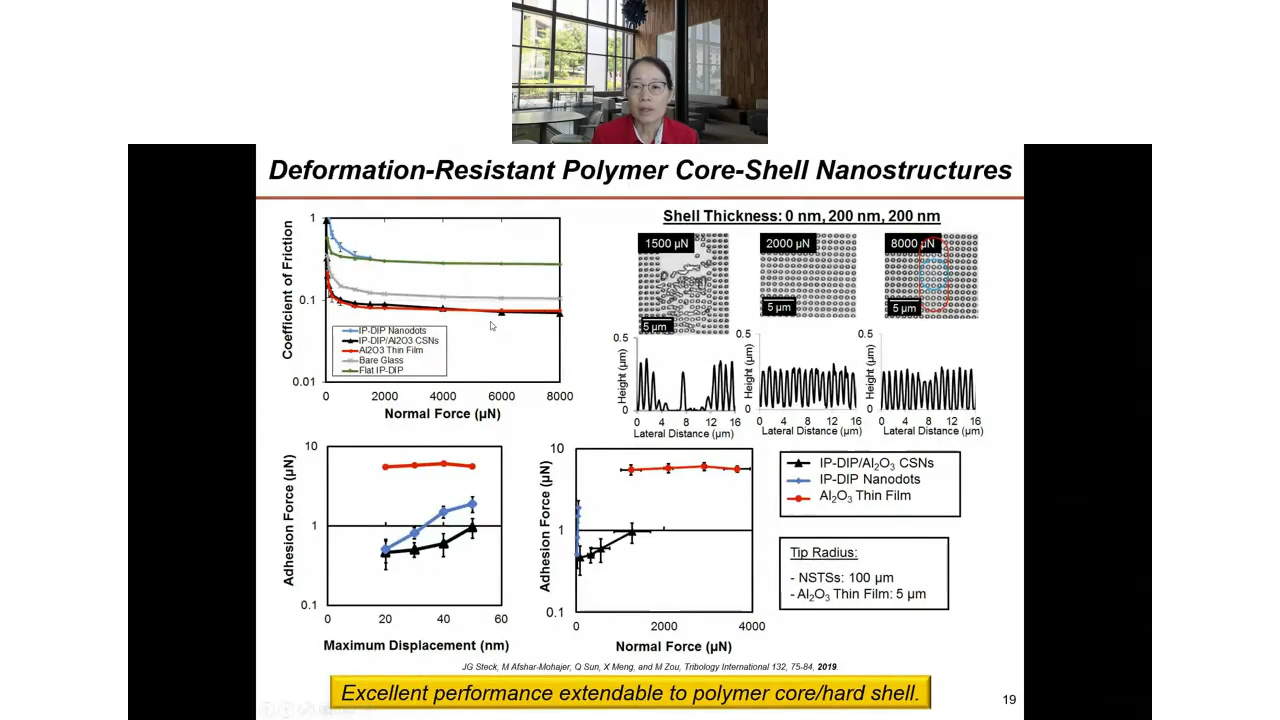 Deformation-Resistant Polymer Core-Shell Nanostructures
Coefficient of Friction
1
0.1
0.01
0
2000
4000
6000
8000
Normal Force (µN)
IP-DIP Nanodots
IP-DIP/Al2O3 CSNs
Al2O3 Thin Film
Bare Glass
Flat IP-DIP
Shell Thickness: 0 nm, 200 nm, 200 nm
1500 µN
5 µm
2000 µN
5 µm
8000 µN
5 µm
Height (µm)
0.5
0
0
4
8
12
16
Lateral Distance (µm)
Height (µm)
0.5
0
0
4
8
12
16
Lateral Distance (µm)
Height (µm)
0.5
0
0
4
8
12
16
Lateral Distance (µm)
Adhesion Force (µN)
10
1
0.1
0
20
40
60
Maximum Displacement (nm)
Adhesion Force (µN)
10
1
0.1
0
2000
4000
Normal Force (µN)
IP-DIP/Al₂O₃ CSNs
IP-DIP Nanodots
Al₂O₃ Thin Film
Tip Radius:
- NSTSs: 100 µm
- Al₂O₃ Thin Film: 5 µm
JG Steck, M Afshar-Mohajer, Q Sun, X Meng, and M Zou, Tribology International 132, 75-84, 2019.
Excellent performance extendable to polymer core/hard shell.
19